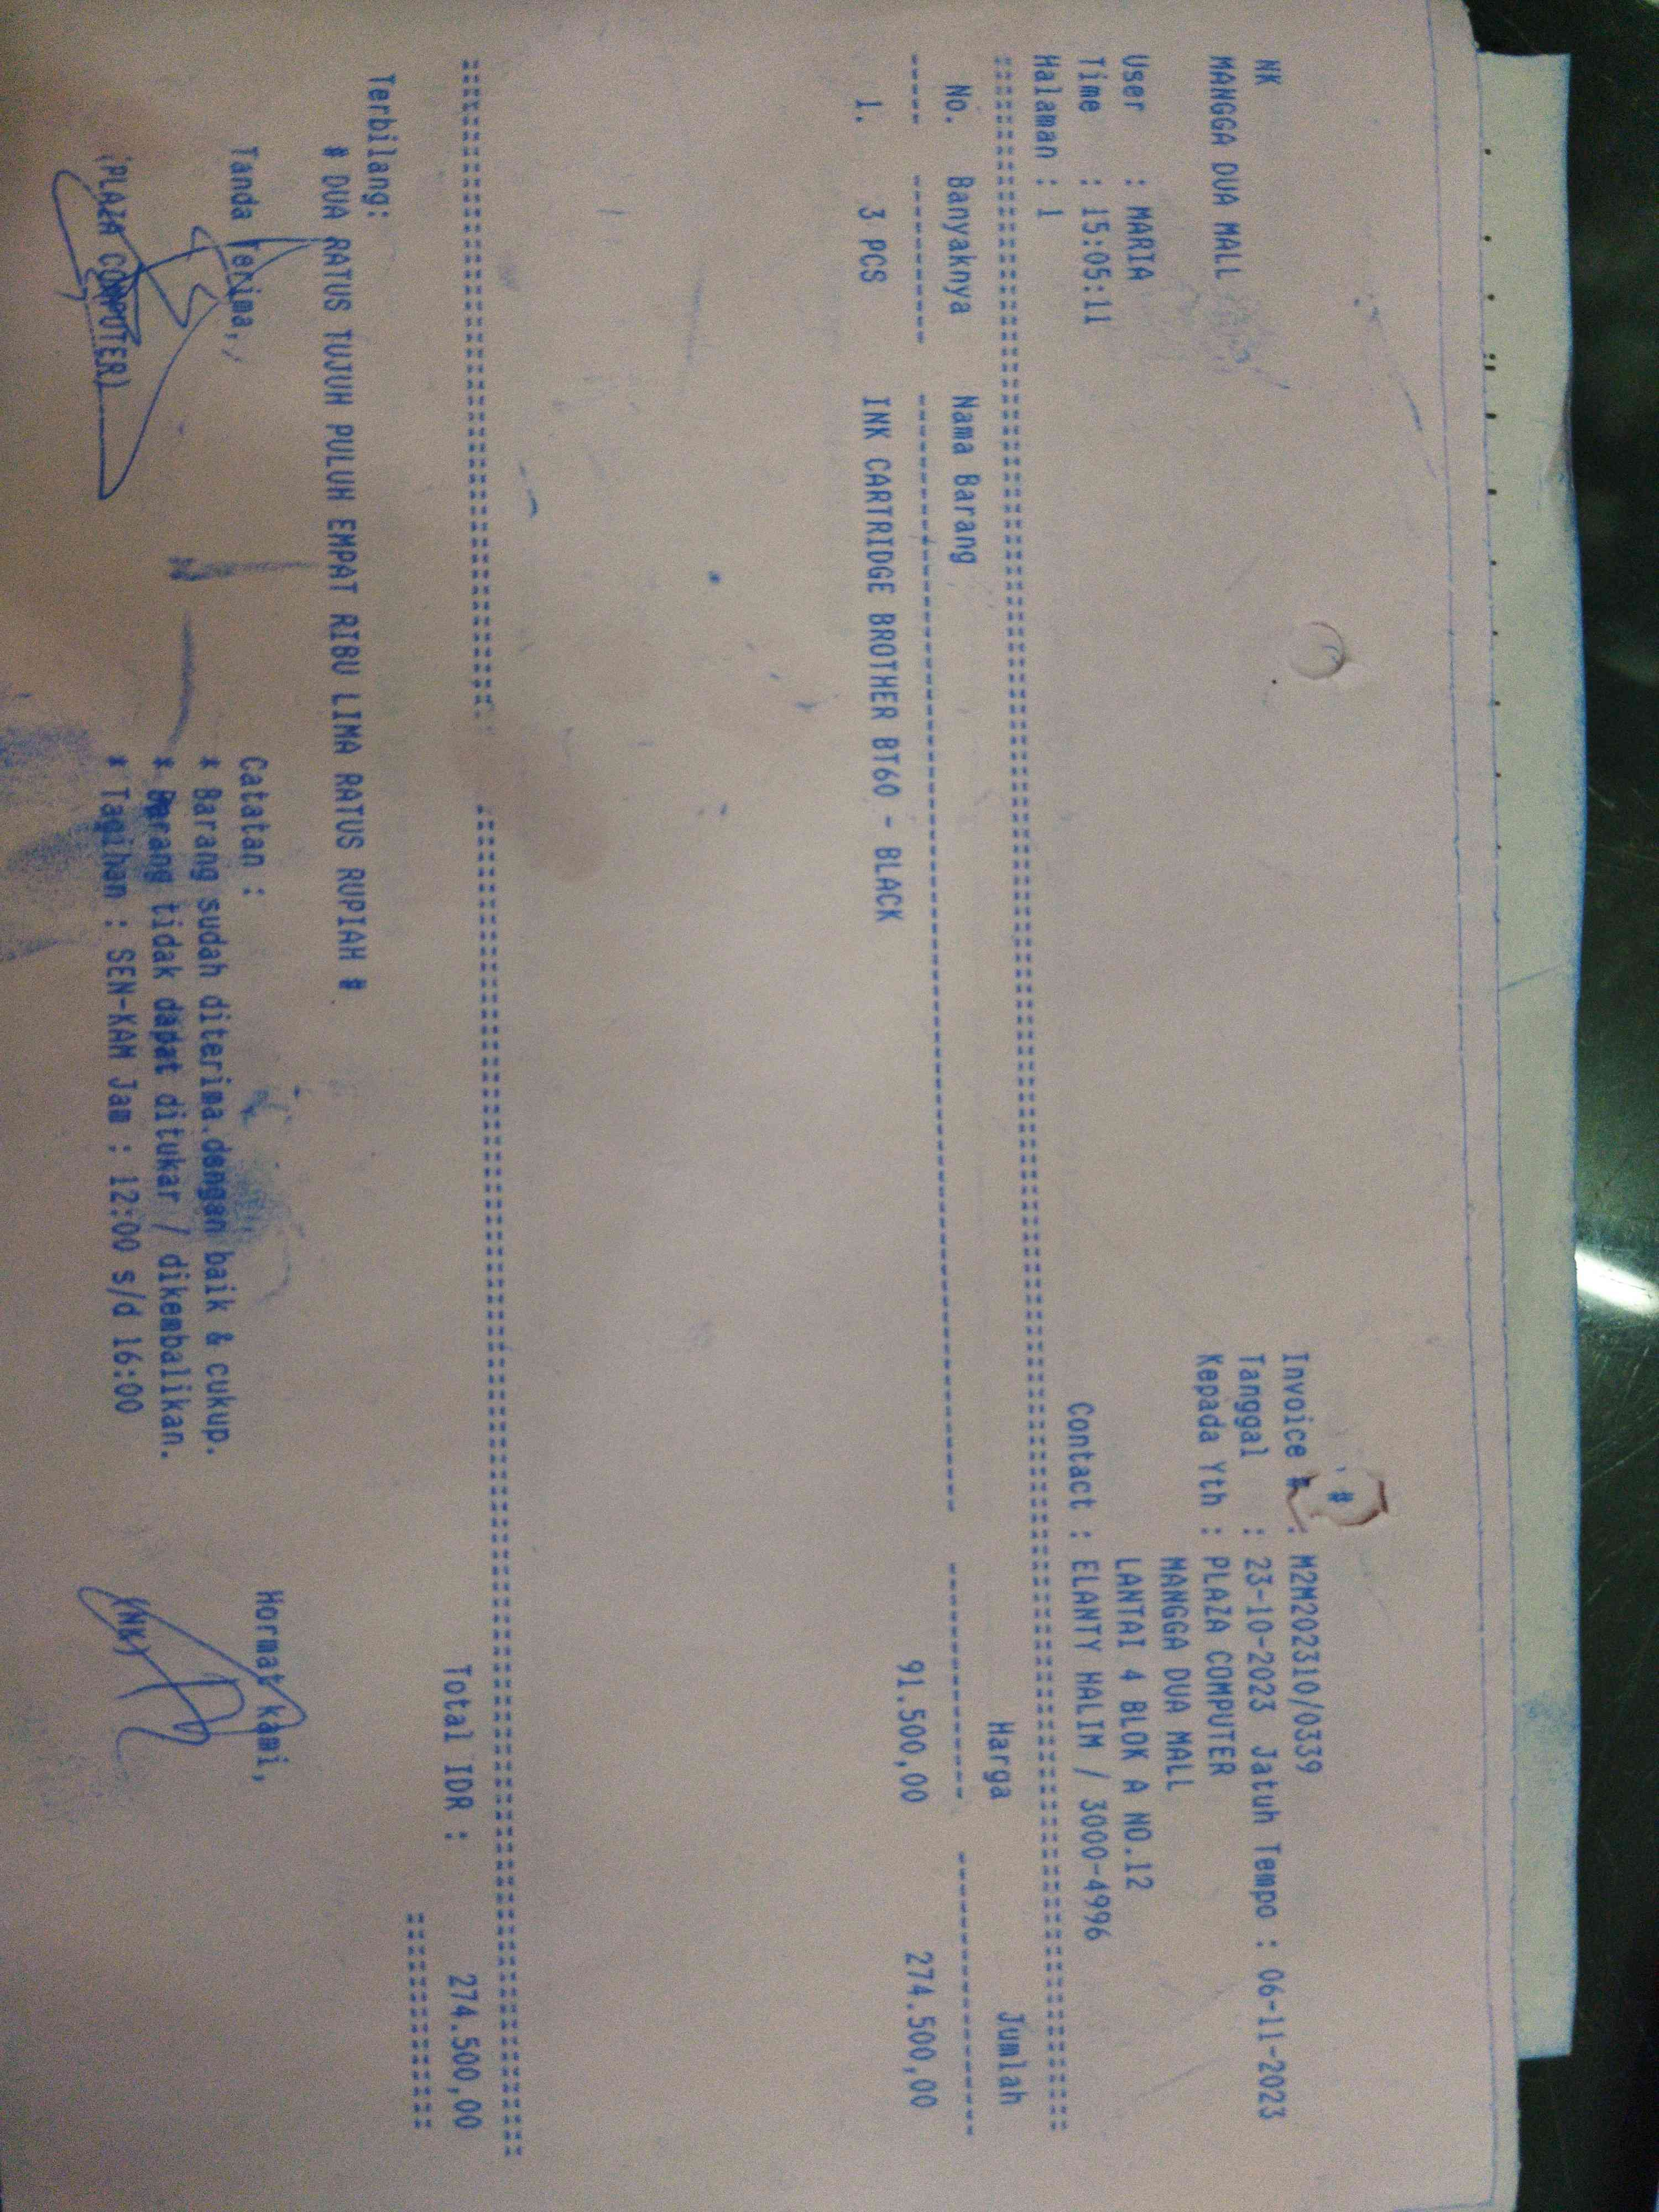 #
NK
Invoice # : M2M202310/0339
MANGGA DUA MALL
Tanggal : 23-10-2023 Jatuh Tempo : 06-11-2023
Kepada Yth : PLAZA COMPUTER
MANGGA DUA MALL
User : MARIA
LANTAI 4 BLOK A NO.12
Time : 15:05:11
Contact : ELANTY HALIM / 3000-4996
Halaman : 1
No. Banyaknya Nama Barang Harga Jumlah
1. 3 PCS INK CARTRIDGE BROTHER BT60 - BLACK 91.500,00 274.500,00
Total IDR : 274.500,00
Terbilang:
# DUA RATUS TUJUH PULUH EMPAT RIBU LIMA RATUS RUPIAH #
Tanda Terima,
Catatan :
Hormat kami,
* Barang sudah diterima dengan baik & cukup.
* Barang tidak dapat ditukar / dikembalikan.
* Tagihan : SEN-KAM Jam : 12:00 s/d 16:00
(PLAZA COMPUTER)
(NK)